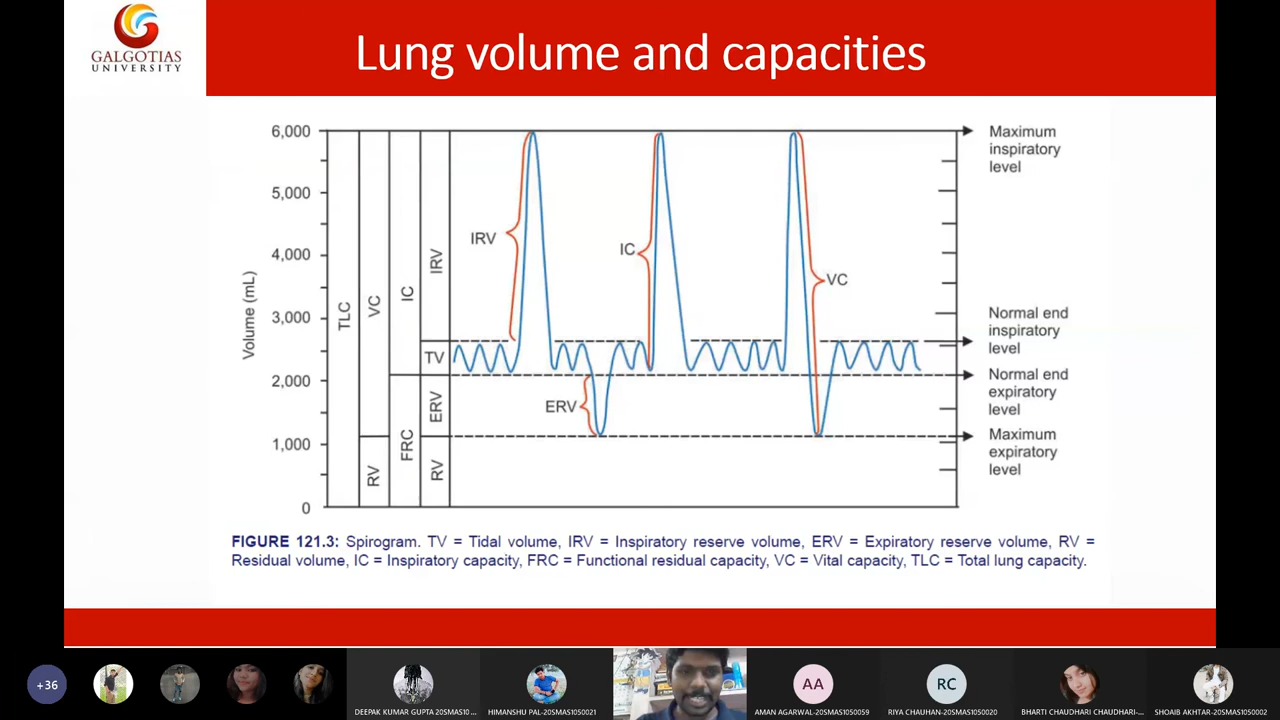 GALGOTIAS
UNIVERSITY
Lung volume and capacities
6,000
5,000
4,000
3,000
2,000
1,000
0
Volume (mL)
TLC
VC
RV
IC
FRC
IRV
TV
ERV
RV
IRV
IC
VC
ERV
Maximum
inspiratory
level
Normal end
inspiratory
level
Normal end
expiratory
level
Maximum
expiratory
level
FIGURE 121.3: Spirogram. TV = Tidal volume, IRV = Inspiratory reserve volume, ERV = Expiratory reserve volume, RV =
Residual volume, IC = Inspiratory capacity, FRC = Functional residual capacity, VC = Vital capacity, TLC = Total lung capacity.
+36
DEEPAK KUMAR GUPTA 20SMAS10 ...
HIMANSHU PAL-20SMAS1050021
AA
AMAN AGARWAL-20SMAS1050059
RC
RIYA CHAUHAN-20SMAS1050020
BHARTI CHAUDHARI CHAUDHARI-...
SHOAIB AKHTAR-20SMAS1050002